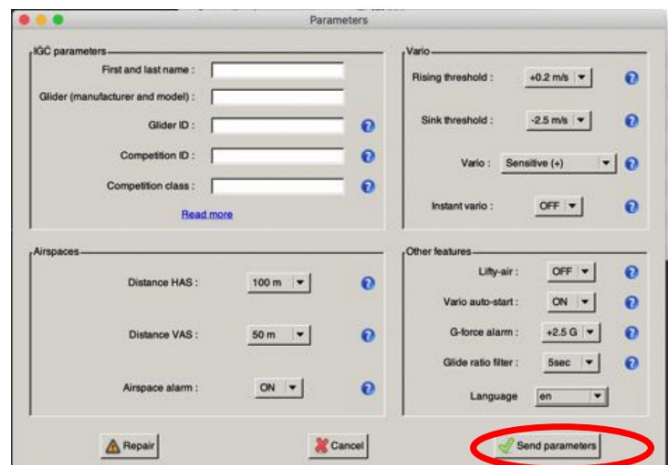 Parameters
IGC parameters
First and last name :
Glider (manufacturer and model) :
Glider ID :
Competition ID :
Competition class :
Read more
Vario
Rising threshold : +0.2 m/s
Sink threshold : -2.5 m/s
Vario : Sensitive (+)
Instant vario : OFF
Airspaces
Distance HAS : 100 m
Distance VAS : 50 m
Airspace alarm : ON
Other features
Lifty-air : OFF
Vario auto-start : ON
G-force alarm : +2.5 G
Glide ratio filter : 5sec
Language en
Repair
Cancel
Send parameters